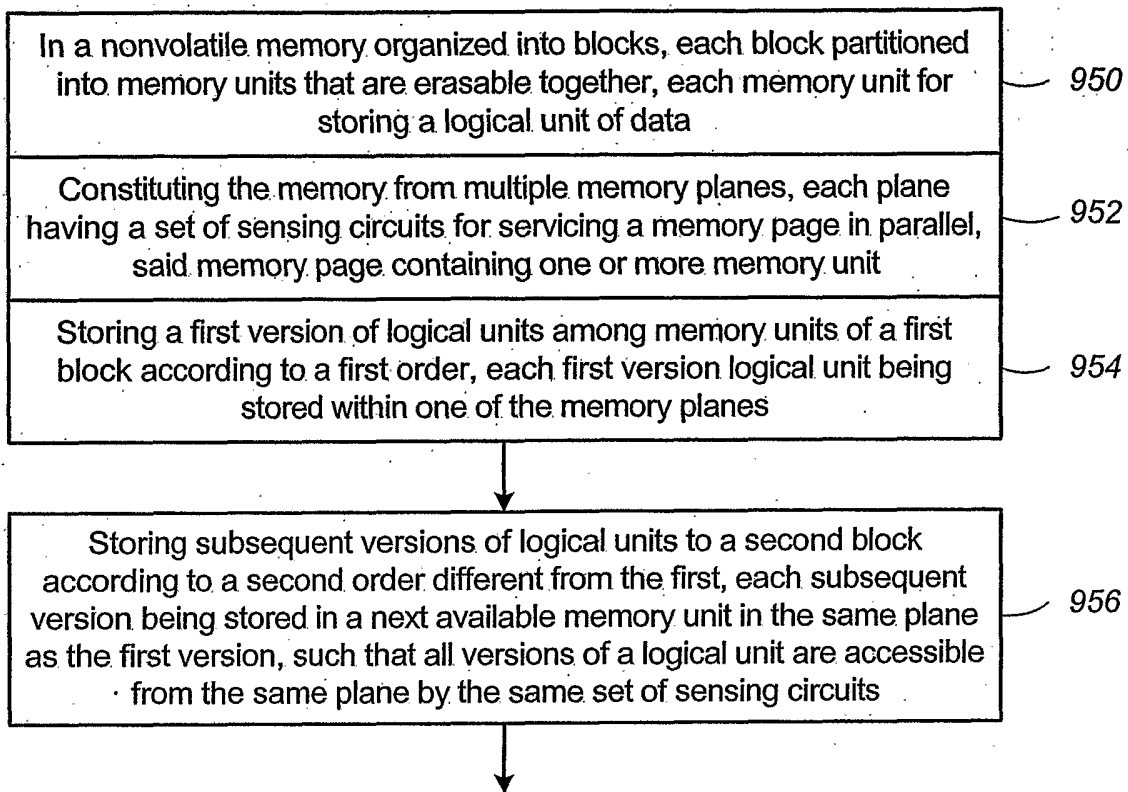 In a nonvolatile memory organized into blocks, each block partitioned
into memory units that are erasable together, each memory unit for
storing a logical unit of data
950
Constituting the memory from multiple memory planes, each plane
having a set of sensing circuits for servicing a memory page in parallel,
said memory page containing one or more memory unit
952
Storing a first version of logical units among memory units of a first
block according to a first order, each first version logical unit being
stored within one of the memory planes
954
Storing subsequent versions of logical units to a second block
according to a second order different from the first, each subsequent
version being stored in a next available memory unit in the same plane
as the first version, such that all versions of a logical unit are accessible
from the same plane by the same set of sensing circuits
956